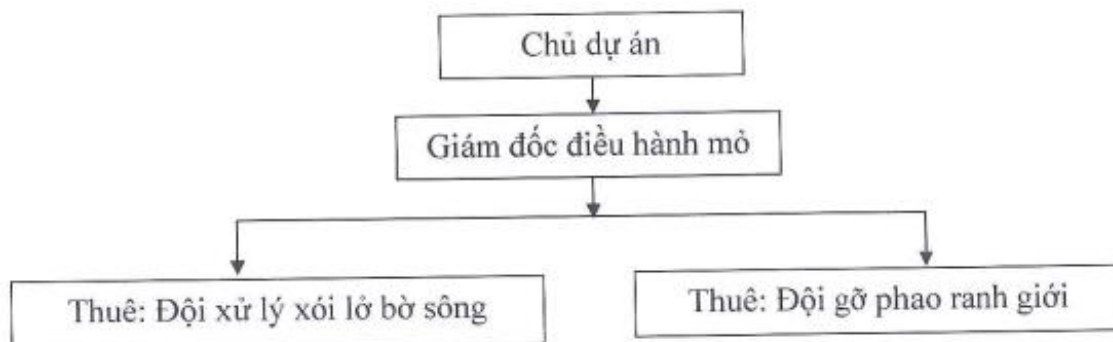 Chủ dự án
Giám đốc điều hành mỏ
Thuê: Đội xử lý xói lở bờ sông
Thuê: Đội gỡ phao ranh giới